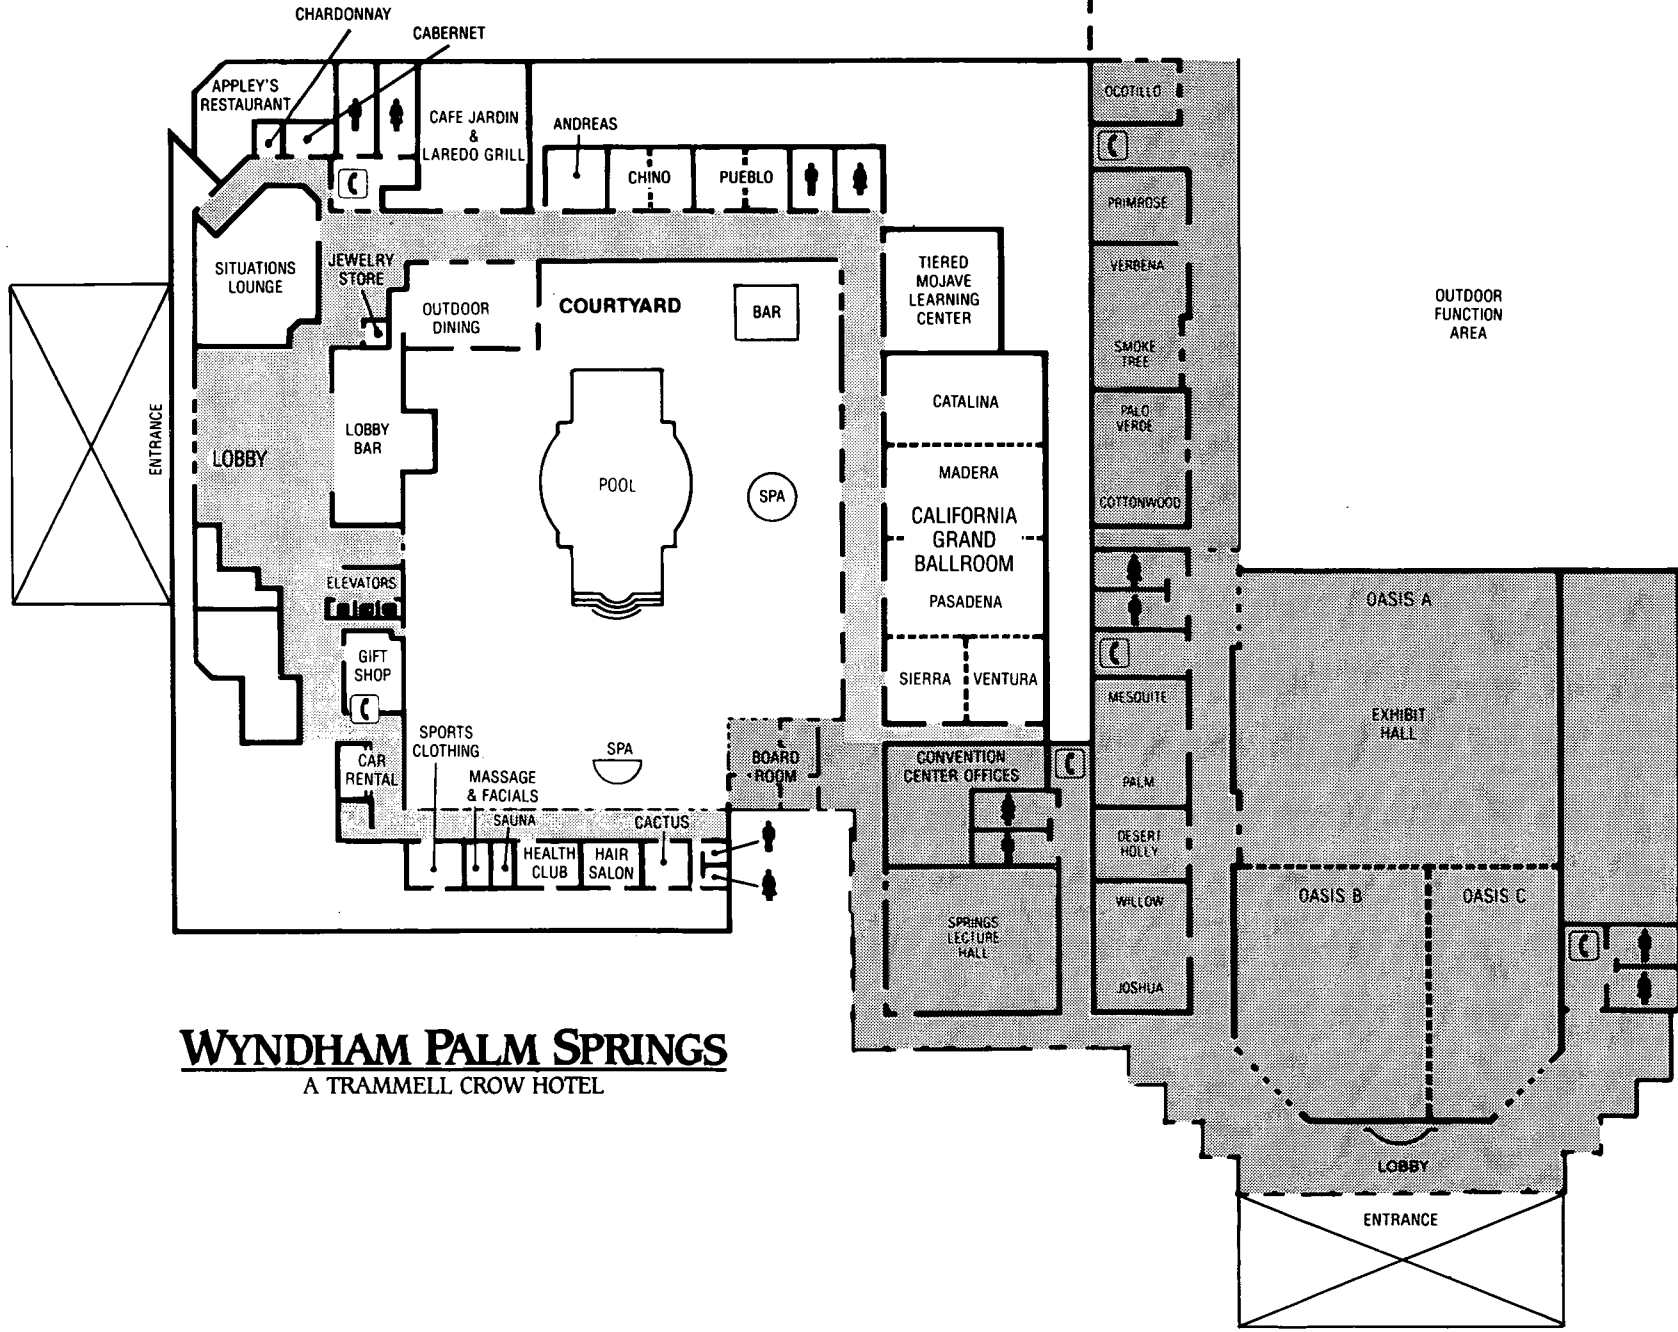 CHARDONNAY
CABERNET
APPLEY'S
RESTAURANT
CAFE JARDIN
&
LAREDO GRILL
ANDREAS
CHINO
PUEBLO
OCOTILLO
PRIMROSE
VERBENA
SMOKE
TREE
PALO
VERDE
COTTONWOOD
SITUATIONS
LOUNGE
JEWELRY
STORE
OUTDOOR
DINING
COURTYARD
BAR
TIERED
MOJAVE
LEARNING
CENTER
OUTDOOR
FUNCTION
AREA
ENTRANCE
LOBBY
LOBBY
BAR
POOL
SPA
CATALINA
MADERA
CALIFORNIA
GRAND
BALLROOM
PASADENA
SIERRA
VENTURA
ELEVATORS
GIFT
SHOP
CAR
RENTAL
SPORTS
CLOTHING
MASSAGE
& FACIALS
SAUNA
SPA
BOARD
ROOM
CACTUS
HEALTH
CLUB
HAIR
SALON
CONVENTION
CENTER OFFICES
SPRINGS
LECTURE
HALL
MESQUITE
PALM
DESERT
HOLLY
WILLOW
JOSHUA
OASIS A
EXHIBIT
HALL
OASIS B
OASIS C
LOBBY
ENTRANCE
WYNDHAM PALM SPRINGS
A TRAMMELL CROW HOTEL